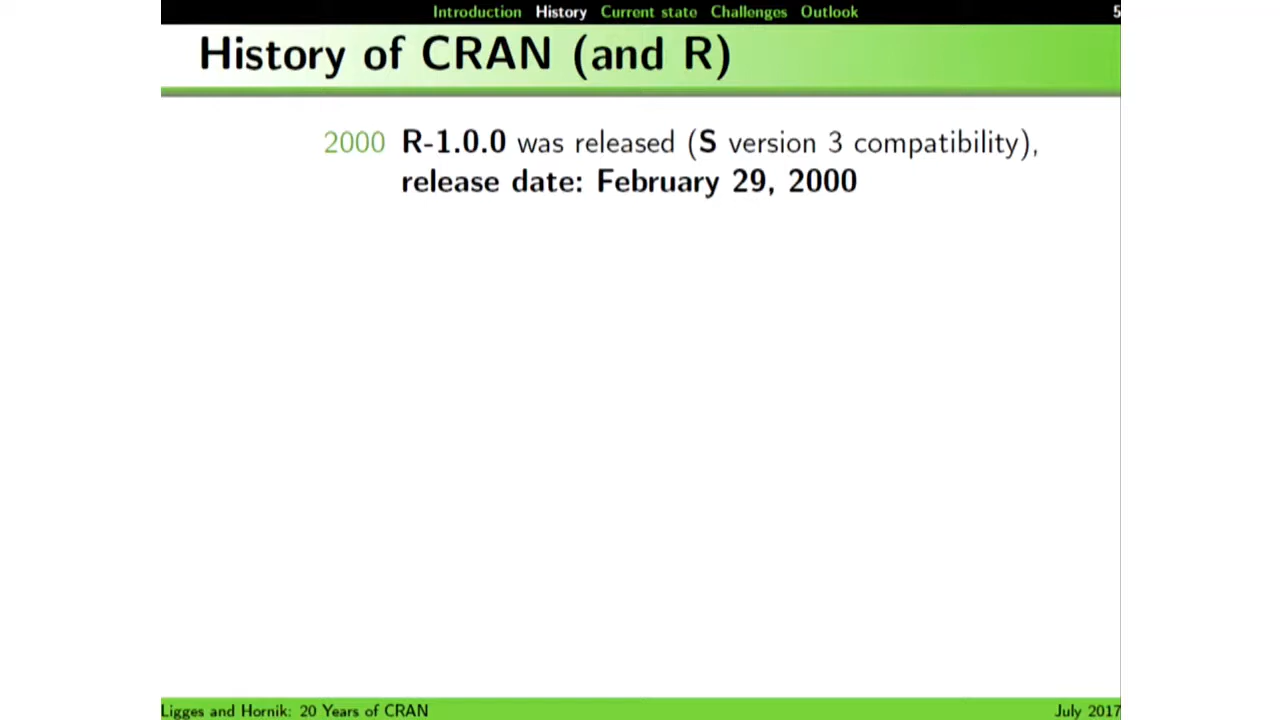 Introduction History Current state Challenges Outlook 5
History of CRAN (and R)
2000 R-1.0.0 was released (S version 3 compatibility),
release date: February 29, 2000
Ligges and Hornik: 20 Years of CRAN July 2017